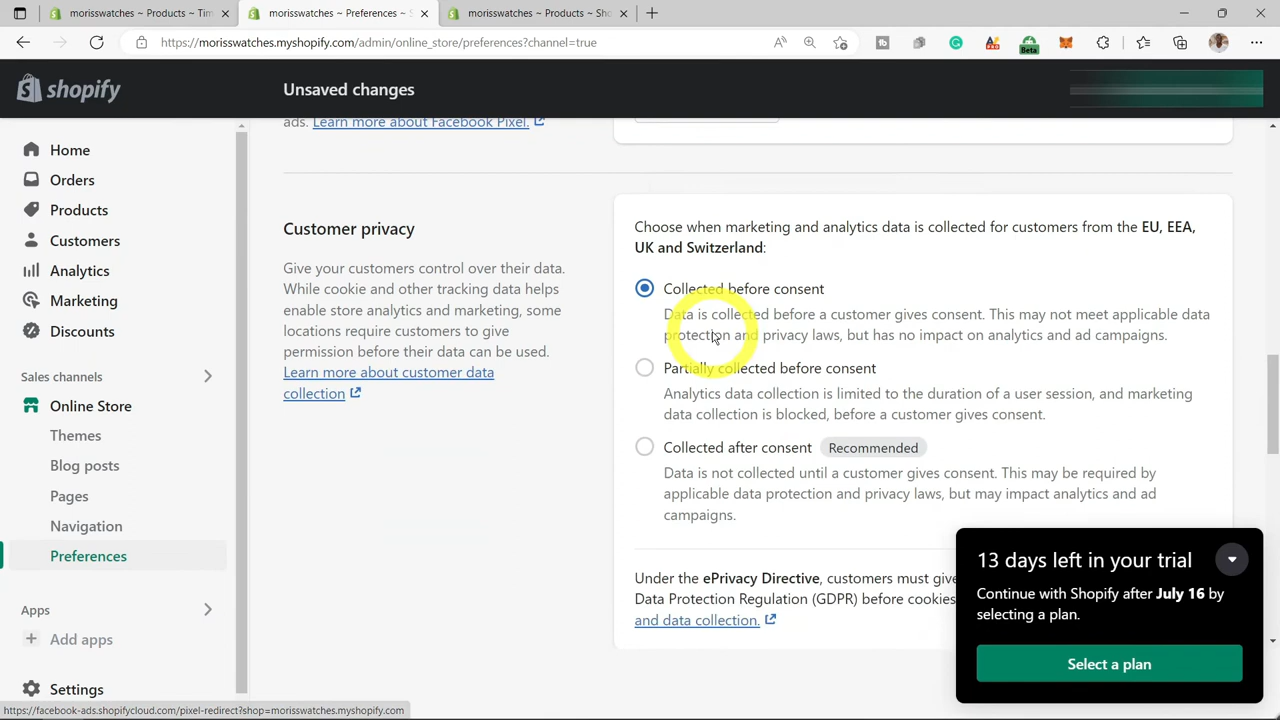 morisswatches ~ Products ~ Tim
morisswatches ~ Preferences ~ S
morisswatches ~ Products ~ Sho
https://morisswatches.myshopify.com/admin/online_store/preferences?channel=true
Beta
shopify
Unsaved changes
Home
Orders
Products
Customers
Analytics
Marketing
Discounts
Sales channels
Online Store
Themes
Blog posts
Pages
Navigation
Preferences
Apps
Add apps
Settings
ads. Learn more about Facebook Pixel.
Customer privacy
Give your customers control over their data.
While cookie and other tracking data helps
enable store analytics and marketing, some
locations require customers to give
permission before their data can be used.
Learn more about customer data
collection
Choose when marketing and analytics data is collected for customers from the EU, EEA,
UK and Switzerland:
Collected before consent
Data is collected before a customer gives consent. This may not meet applicable data
protection and privacy laws, but has no impact on analytics and ad campaigns.
Partially collected before consent
Analytics data collection is limited to the duration of a user session, and marketing
data collection is blocked, before a customer gives consent.
Collected after consent Recommended
Data is not collected until a customer gives consent. This may be required by
applicable data protection and privacy laws, but may impact analytics and ad
campaigns.
Under the ePrivacy Directive, customers must give
Data Protection Regulation (GDPR) before cookies
and data collection.
13 days left in your trial
Continue with Shopify after July 16 by
selecting a plan.
Select a plan
https://facebook-ads.shopifycloud.com/pixel-redirect?shop=morisswatches.myshopify.com